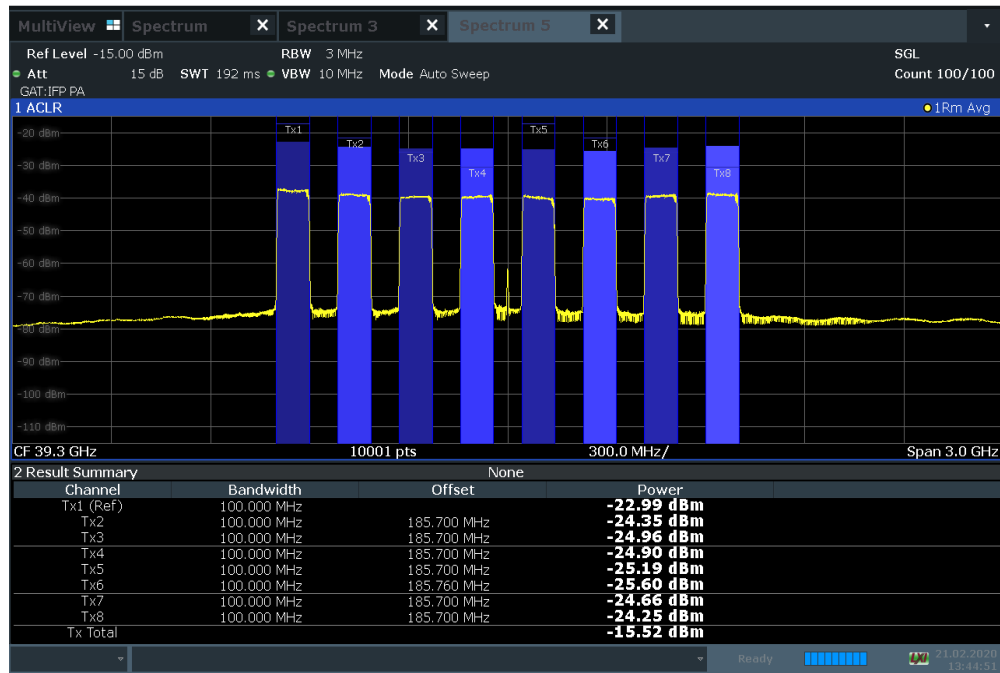 MultiView Spectrum X Spectrum 3 X Spectrum 5 X
Ref Level -15.00 dBm RBW 3 MHz SGL
Att 15 dB SWT 192 ms VBW 10 MHz Mode Auto Sweep Count 100/100
GAT:IFP PA
1 ACLR 1Rm Avg
Tx1 Tx5
-20 dBm
Tx2 Tx6
Tx3 Tx7
-30 dBm
Tx4 Tx8
-40 dBm
-50 dBm
-60 dBm
-70 dBm
-80 dBm
-90 dBm
-100 dBm
-110 dBm
CF 39.3 GHz 10001 pts 300.0 MHz/ Span 3.0 GHz
2 Result Summary None
Channel Bandwidth Offset Power
Tx1 (Ref) 100.000 MHz -22.99 dBm
Tx2 100.000 MHz 185.700 MHz -24.35 dBm
Tx3 100.000 MHz 185.700 MHz -24.96 dBm
Tx4 100.000 MHz 185.700 MHz -24.90 dBm
Tx5 100.000 MHz 185.700 MHz -25.19 dBm
Tx6 100.000 MHz 185.760 MHz -25.60 dBm
Tx7 100.000 MHz 185.700 MHz -24.66 dBm
Tx8 100.000 MHz 185.700 MHz -24.25 dBm
Tx Total -15.52 dBm
Ready LXI 21.02.2020
13:44:51